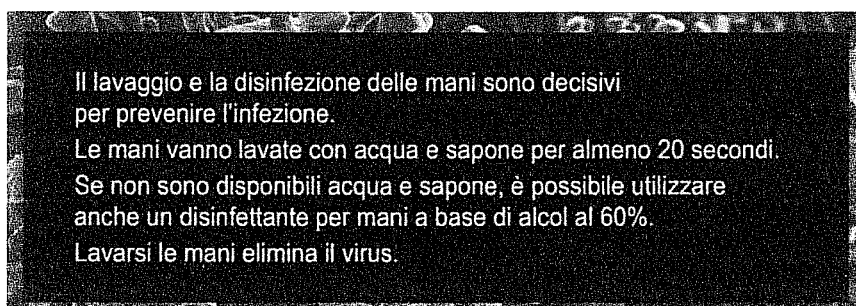 Il lavaggio e la disinfezione delle mani sono decisivi
per prevenire l'infezione.
Le mani vanno lavate con acqua e sapone per almeno 20 secondi.
Se non sono disponibili acqua e sapone, è possibile utilizzare
anche un disinfettante per mani a base di alcol al 60%.
Lavarsi le mani elimina il virus.